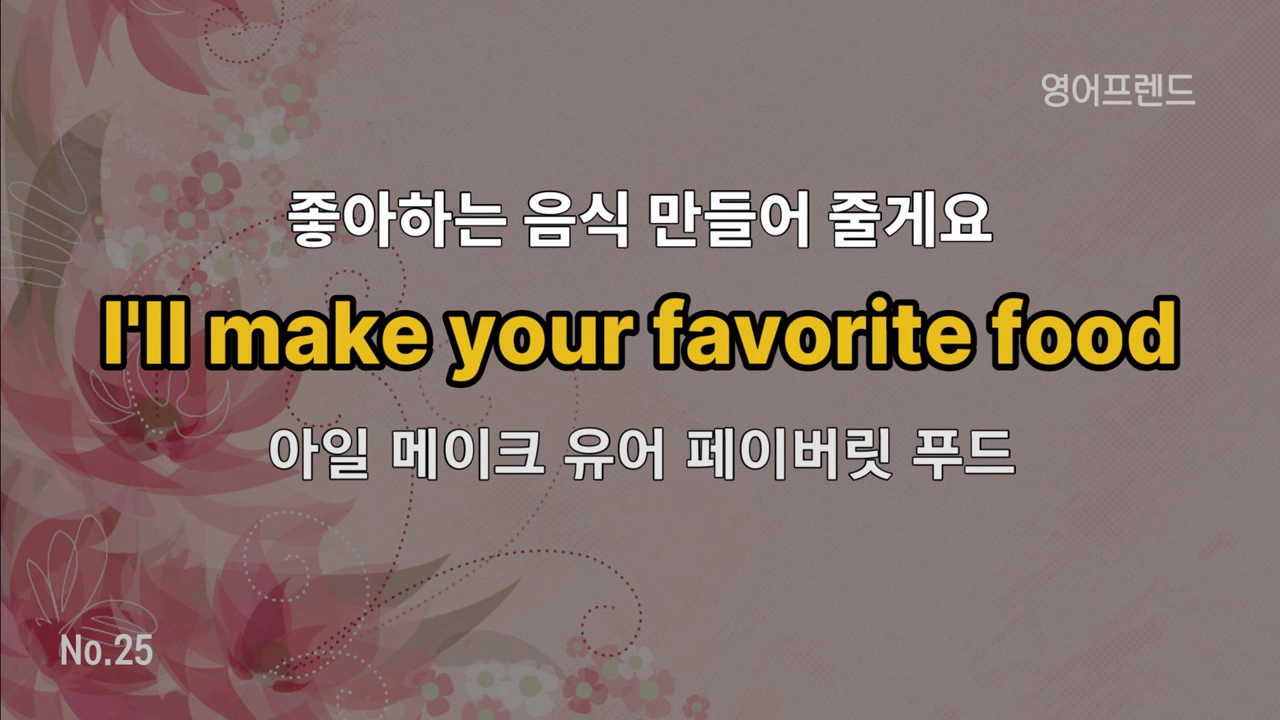 영어프렌드
좋아하는 음식 만들어 줄게요
I'll make your favorite food
아일 메이크 유어 페이버릿 푸드
No.25